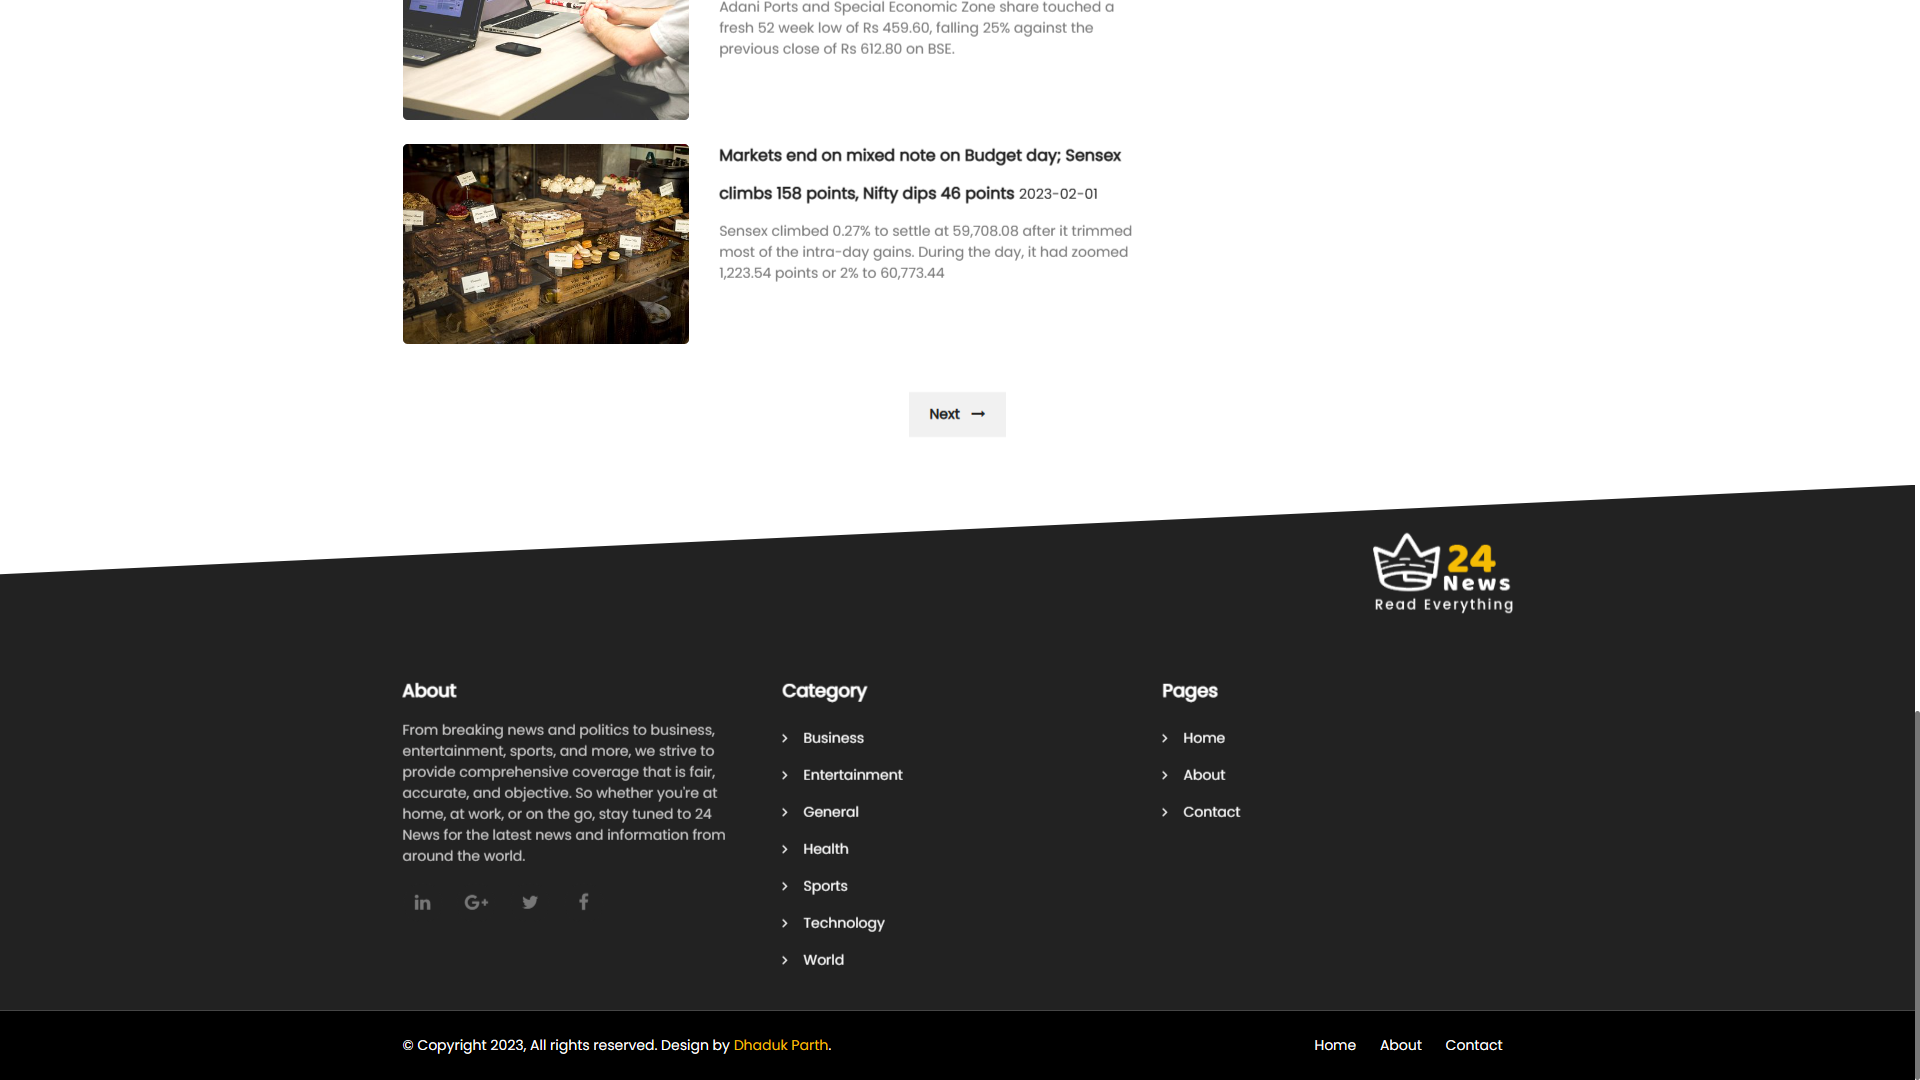 Adani Ports and Special Economic Zone share touched a
fresh 52 week low of Rs 459.60, falling 25% against the
previous close of Rs 612.80 on BSE.
Markets end on mixed note on Budget day; Sensex
climbs 158 points, Nifty dips 46 points 2023-02-01
Sensex climbed 0.27% to settle at 59,708.08 after it trimmed
most of the intra-day gains. During the day, it had zoomed
1,223.54 points or 2% to 60,773.44
Next
24
News
Read Everything
About
From breaking news and politics to business,
entertainment, sports, and more, we strive to
provide comprehensive coverage that is fair,
accurate, and objective. So whether you're at
home, at work, or on the go, stay tuned to 24
News for the latest news and information from
around the world.
Category
Business
Entertainment
General
Health
Sports
Technology
World
Pages
Home
About
Contact
© Copyright 2023, All rights reserved. Design by Dhaduk Parth.
Home About Contact